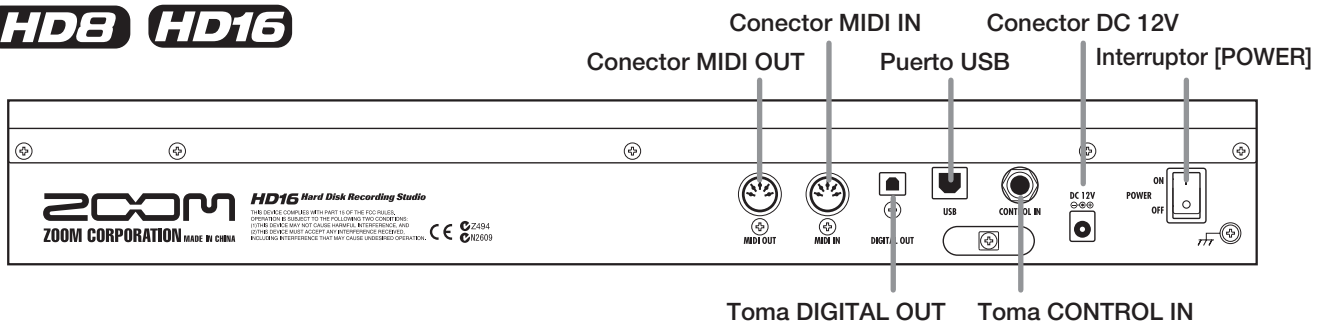 HD8 HD16
Conector MIDI IN Conector DC 12V
Conector MIDI OUT Puerto USB Interruptor [POWER]
ZOOM
ZOOM CORPORATION MADE IN CHINA
HD16 Hard Disk Recording Studio
THIS DEVICE COMPLIES WITH PART 15 OF THE FCC RULES,
OPERATION IS SUBJECT TO THE FOLLOWING TWO CONDITIONS:
(1)THIS DEVICE MAY NOT CAUSE HARMFUL INTERFERENCE, AND
(2)THIS DEVICE MUST ACCEPT ANY INTERFERENCE RECEIVED,
INCLUDING INTERFERENCE THAT MAY CAUSE UNDESIRED OPERATION.
CE
Z494
N2609
MIDI OUT
MIDI IN
DIGITAL OUT
USB
CONTROL IN
DC 12V
POWER
ON
OFF
Toma DIGITAL OUT Toma CONTROL IN